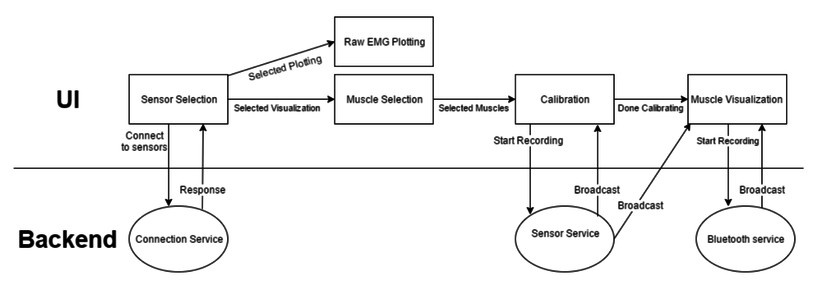 Raw EMG Plotting
Selected Plotting
UI
Sensor Selection
Selected Visualization
Muscle Selection
Selected Muscles
Calibration
Done Calibrating
Muscle Visualization
Connect
to sensors
Start Recording
Start Recording
Response
Broadcast
Broadcast
Broadcast
Backend
Connection Service
Sensor Service
Bluetooth service